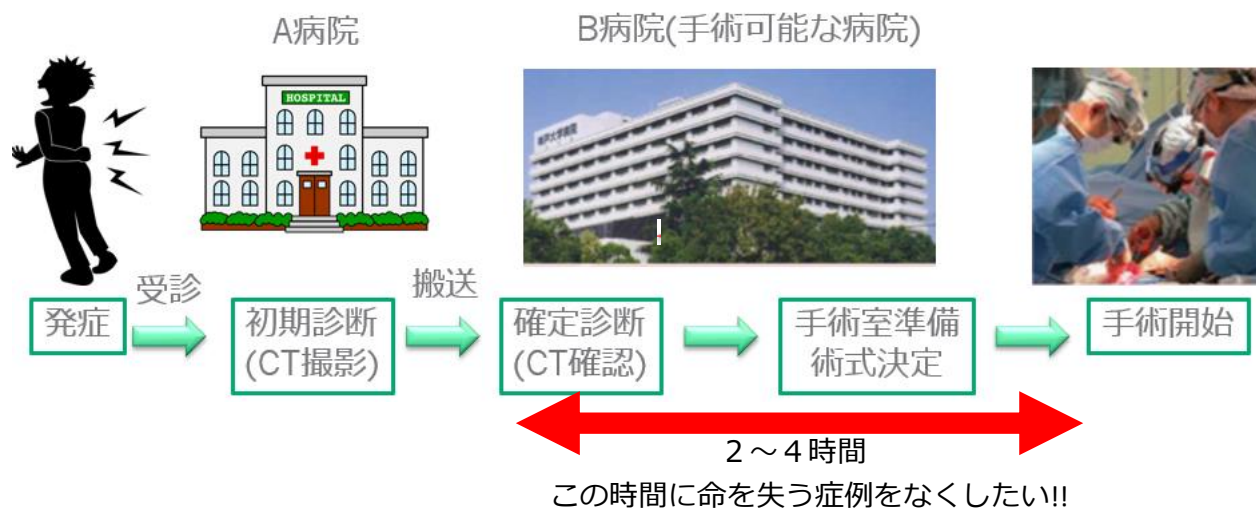 A病院
B病院(手術可能な病院)
HOSPITAL
受診
搬送
発症
初期診断
(CT撮影)
確定診断
(CT確認)
手術室準備
術式決定
手術開始
２～４時間
この時間に命を失う症例をなくしたい!!